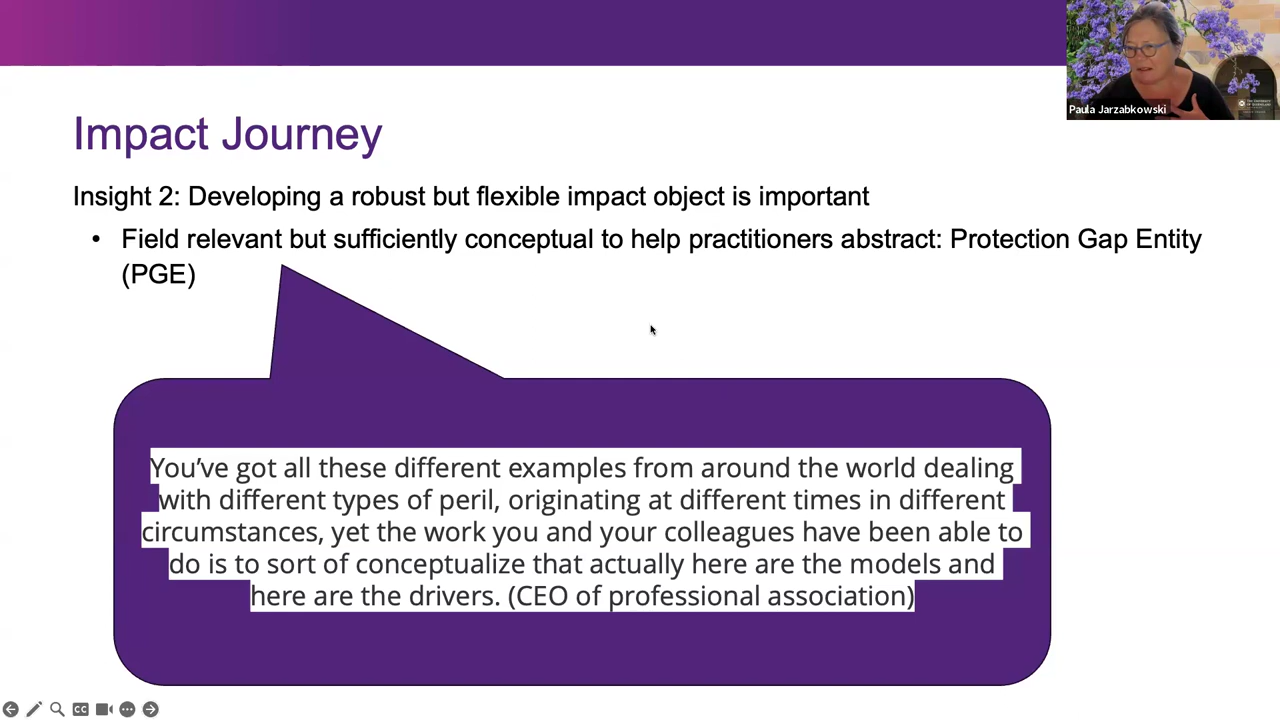 Paula Jarzabkowski
Impact Journey
Insight 2: Developing a robust but flexible impact object is important
• Field relevant but sufficiently conceptual to help practitioners abstract: Protection Gap Entity
(PGE)
You’ve got all these different examples from around the world dealing
with different types of peril, originating at different times in different
circumstances, yet the work you and your colleagues have been able to
do is to sort of conceptualize that actually here are the models and
here are the drivers. (CEO of professional association)
CC